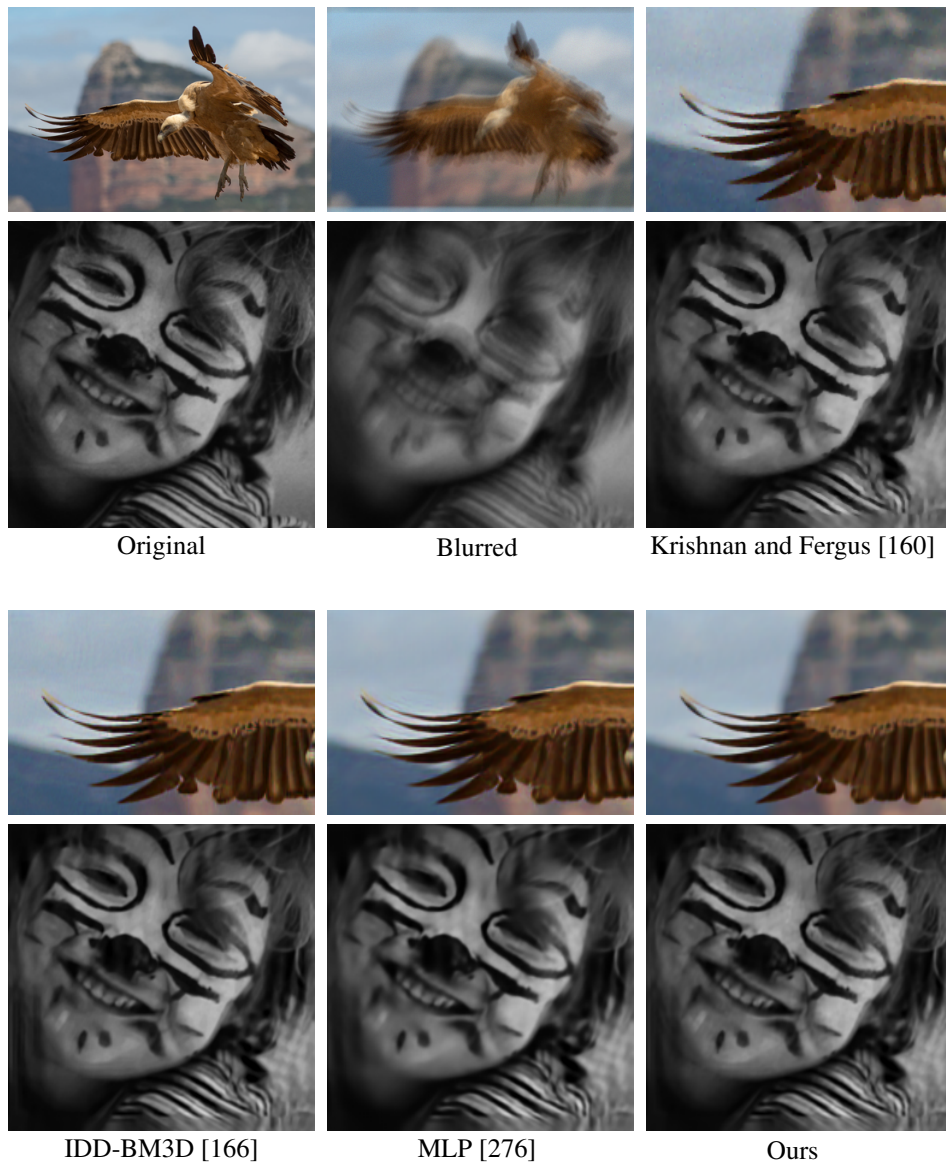 Original
Blurred
Krishnan and Fergus [160]
IDD-BM3D [166]
MLP [276]
Ours